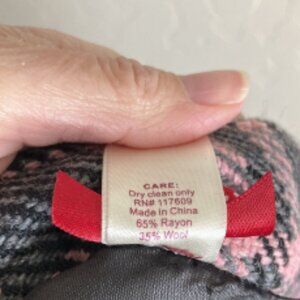 CARE:
Dry clean only
RN# 117609
Made in China
65% Rayon
35% Wool